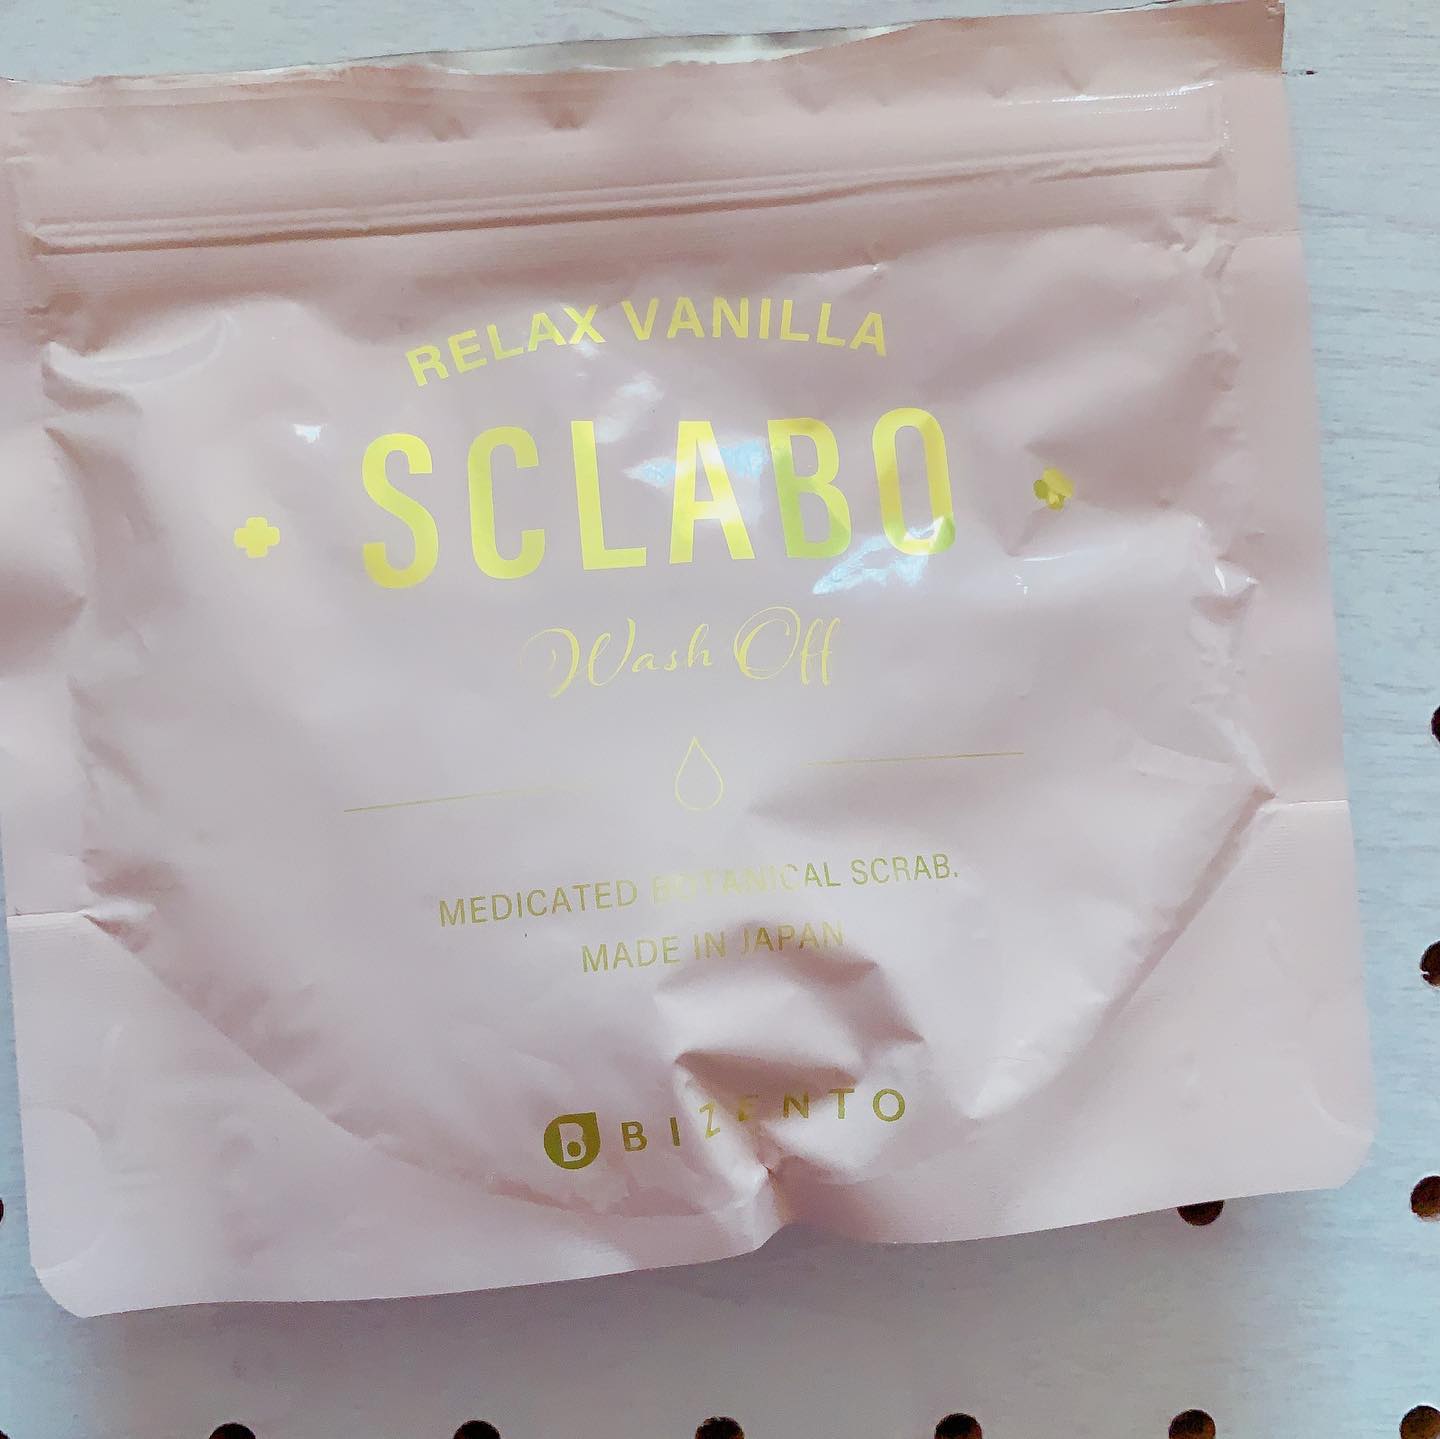 RELAX VANILLA
SCLABO
Wash Off
MEDICATED BOTANICAL SCRAB.
MADE IN JAPAN
B BIZENTO